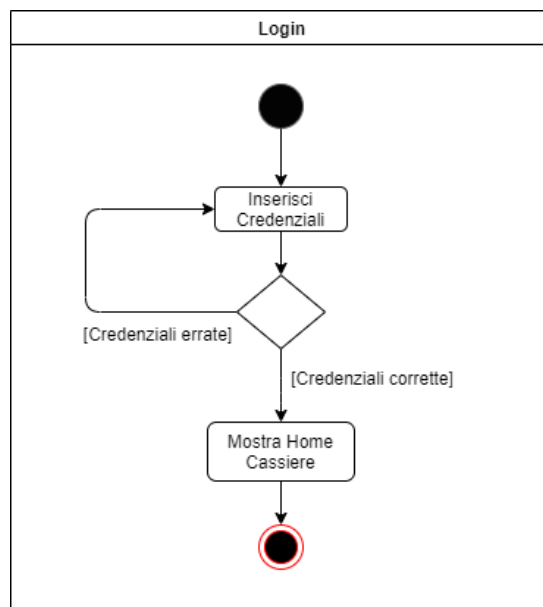 Login
Inserisci
Credenziali
[Credenziali errate]
[Credenziali corrette]
Mostra Home
Cassiere